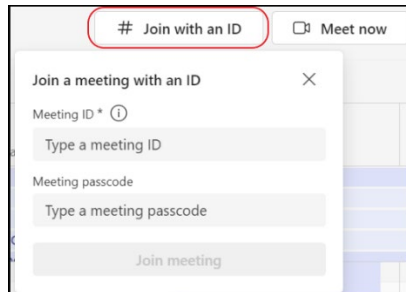 # Join with an ID
Meet now
Join a meeting with an ID
Meeting ID *
Type a meeting ID
Meeting passcode
Type a meeting passcode
Join meeting